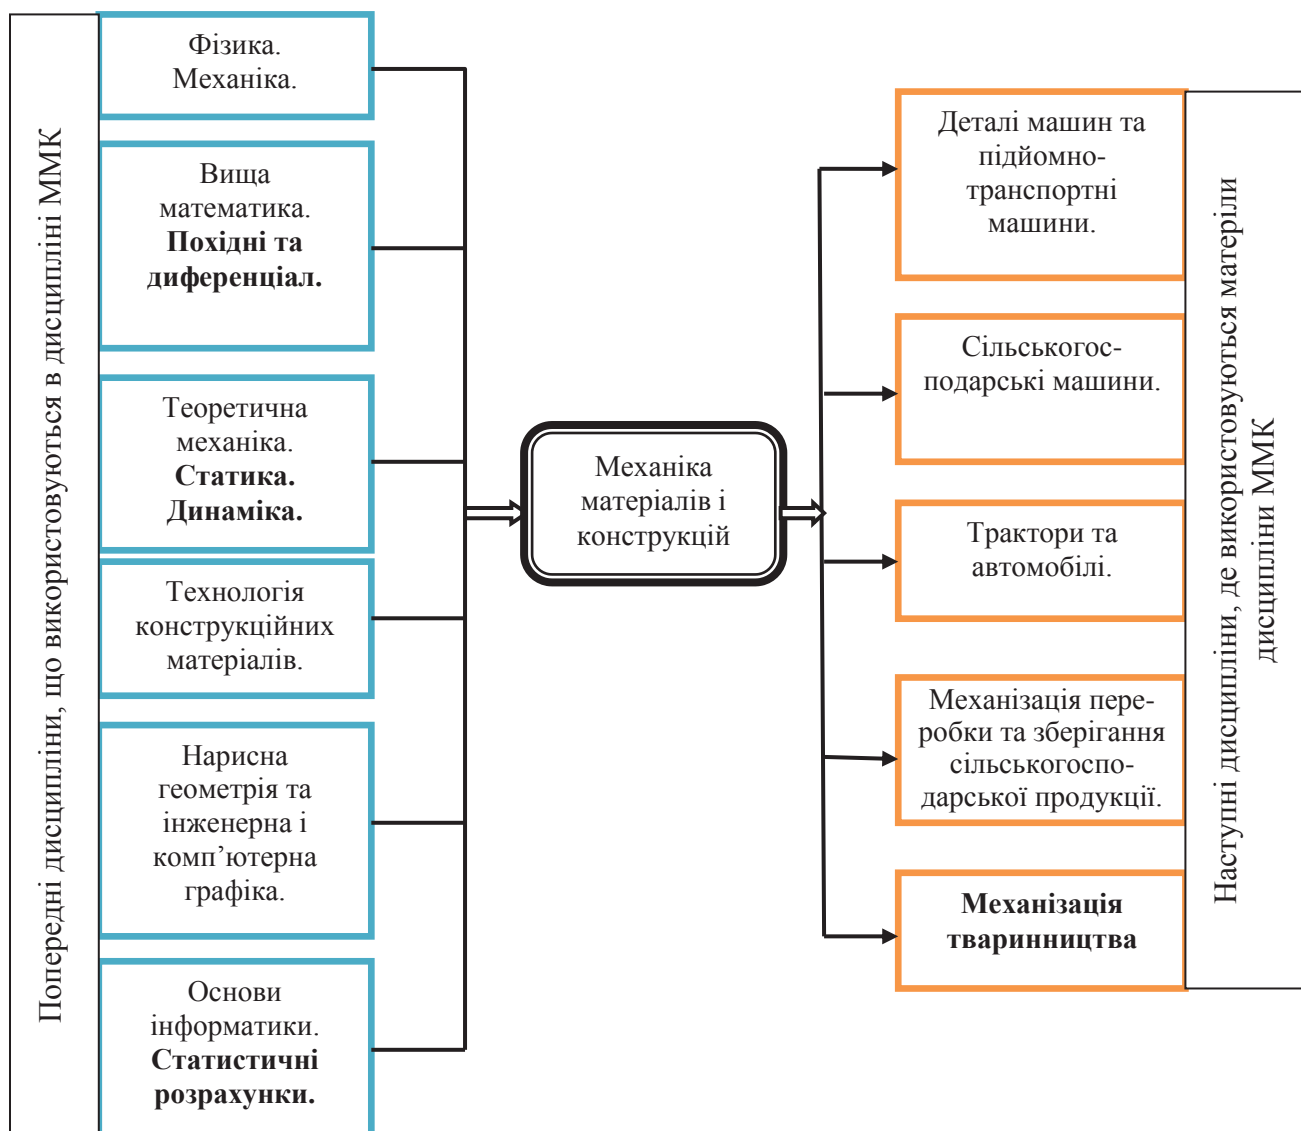 Попередні дисципліни, що використовуються в дисципліні ММК
Фізика.
Механіка.
Вища
математика.
Похідні та
диференціал.
Теоретична
механіка.
Статика.
Динаміка.
Технологія
конструкційних
матеріалів.
Нарисна
геометрія та
інженерна і
комп’ютерна
графіка.
Основи
інформатики.
Статистичні
розрахунки.
Механіка
матеріалів і
конструкцій
Деталі машин та
підйомно-
транспортні
машини.
Сільськогос-
подарські машини.
Трактори та
автомобілі.
Механізація пере-
робки та зберігання
сільськогоспо-
дарської продукції.
Механізація
тваринництва
Наступні дисципліни, де використовуються матеріли
дисципліни ММК